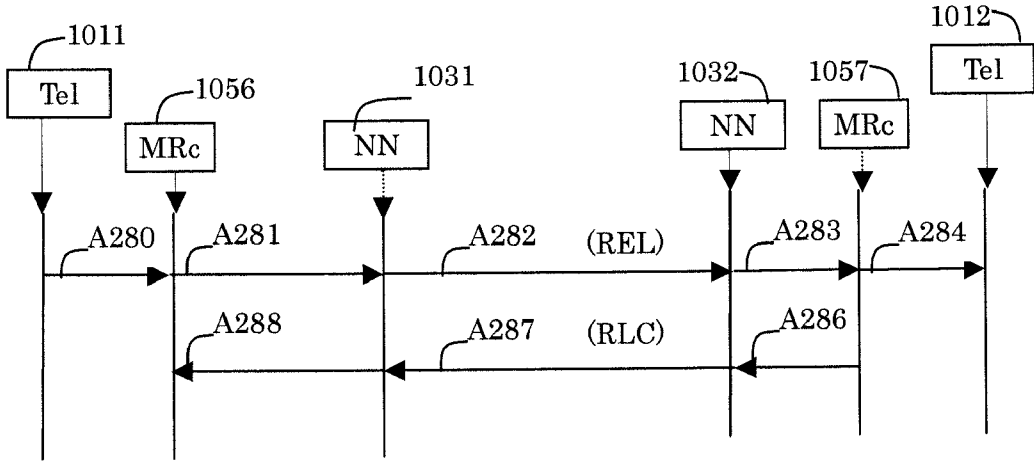 1011
1056
1031
1032
1057
1012
Tel
MRc
NN
NN
MRc
Tel
A280
A281
A282
(REL)
A283
A284
A288
A287
(RLC)
A286